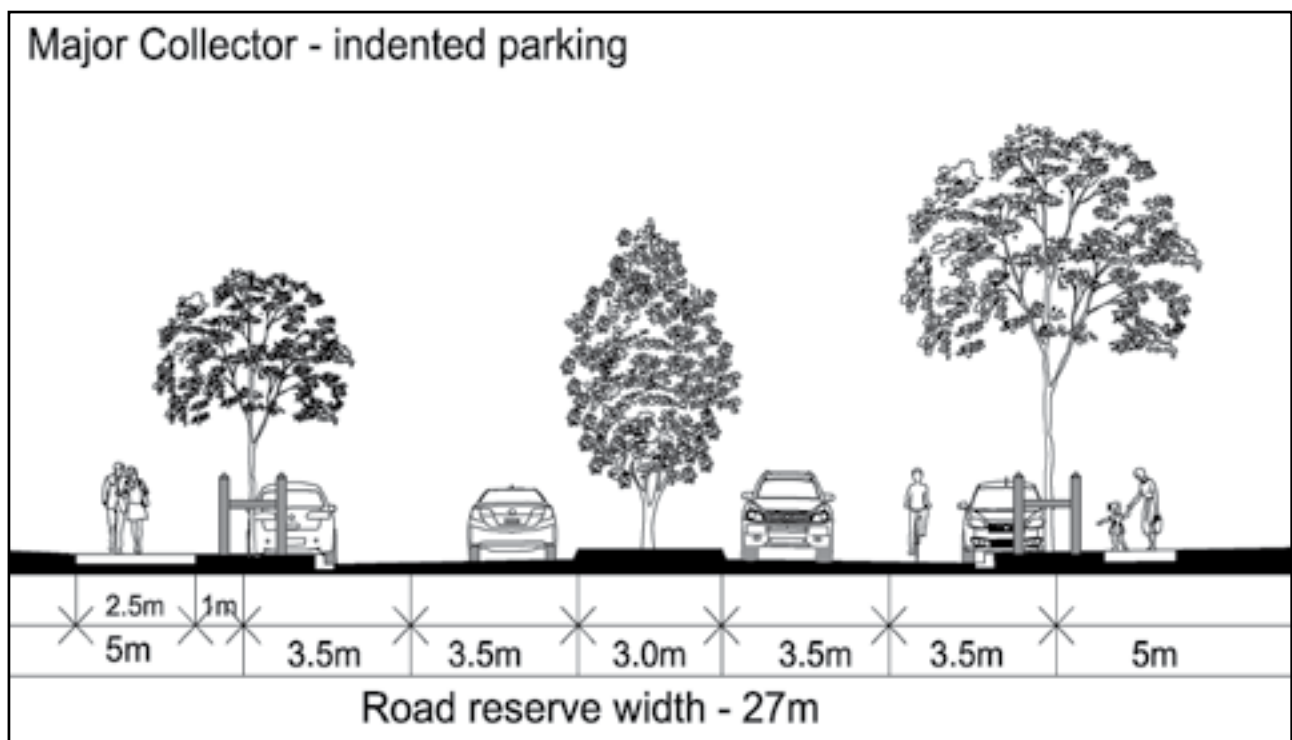 Major Collector - indented parking
2.5m 1m
5m 3.5m 3.5m 3.0m 3.5m 3.5m 5m
Road reserve width - 27m